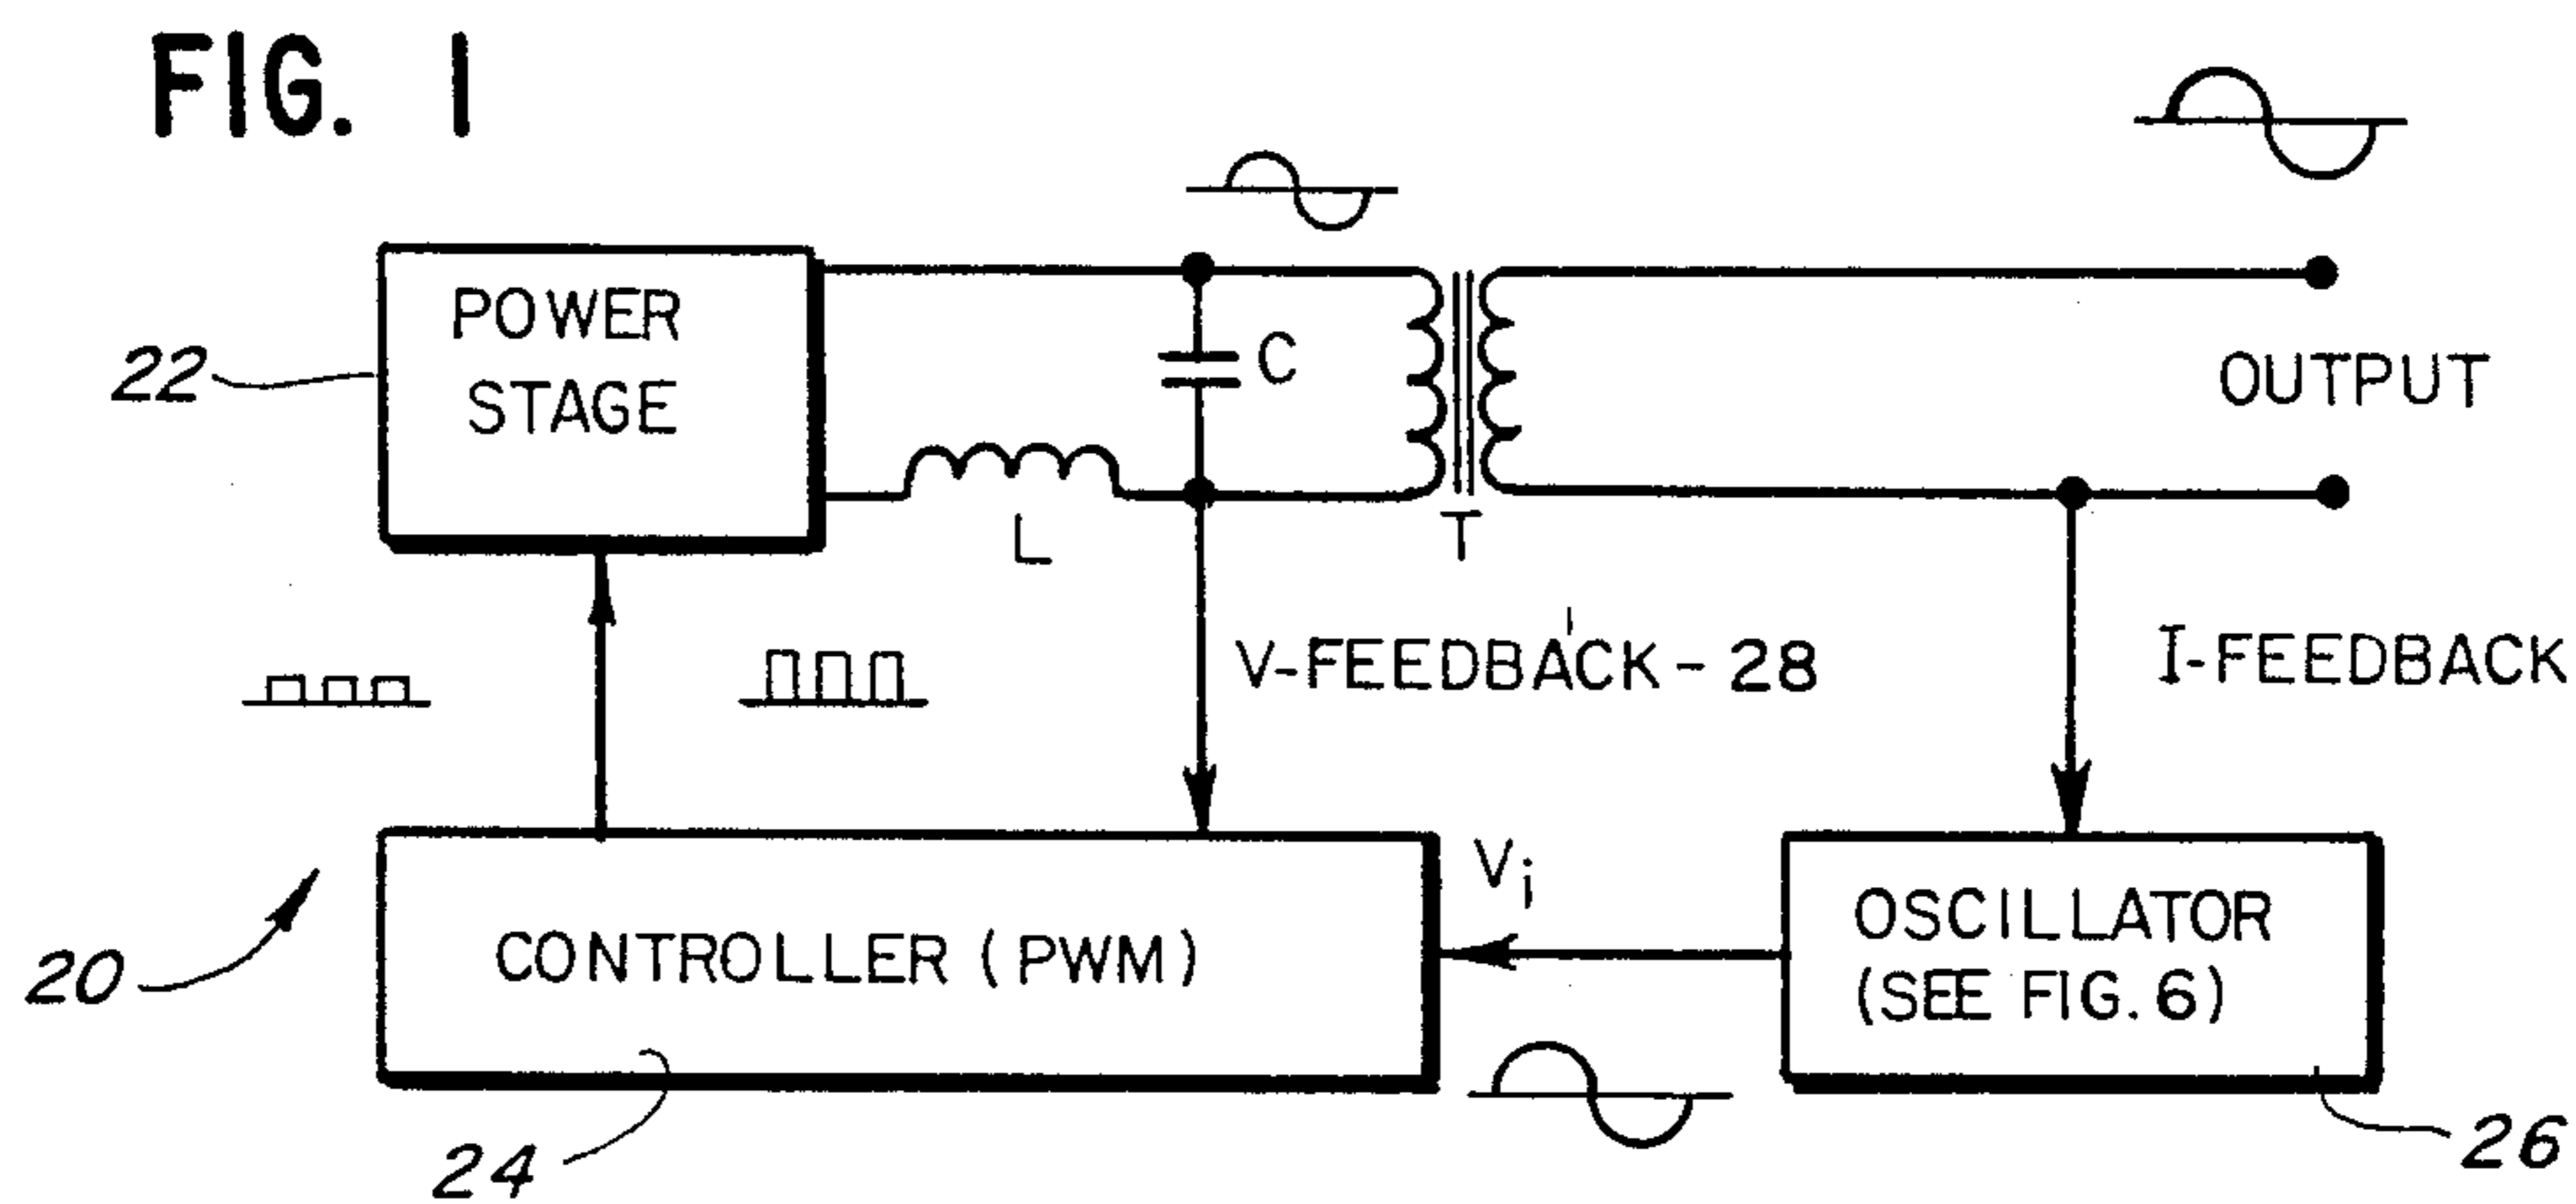 FIG. 1
POWER
STAGE
22
C
OUTPUT
L
T
V-FEEDBACK-28
I-FEEDBACK
20
CONTROLLER (PWM)
Vi
OSCILLATOR
(SEE FIG. 6)
24
26